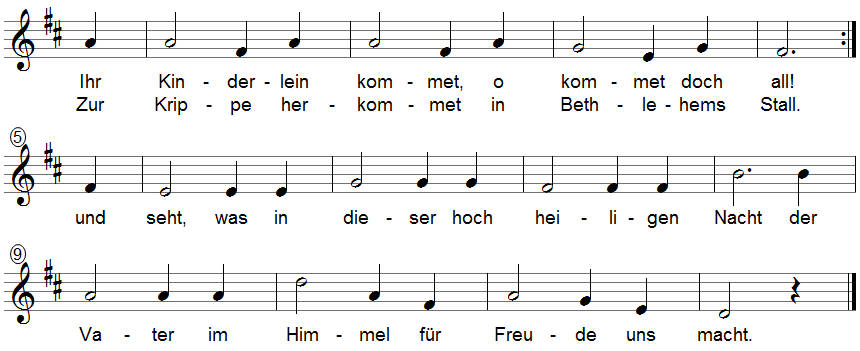 Ihr Kin - der - lein kom - met, o kom - met doch all!
Zur Krip - pe her - kom - met in Beth - le - hems Stall.
5
und seht, was in die - ser hoch hei - li - gen Nacht der
9
Va - ter im Him - mel für Freu - de uns macht.